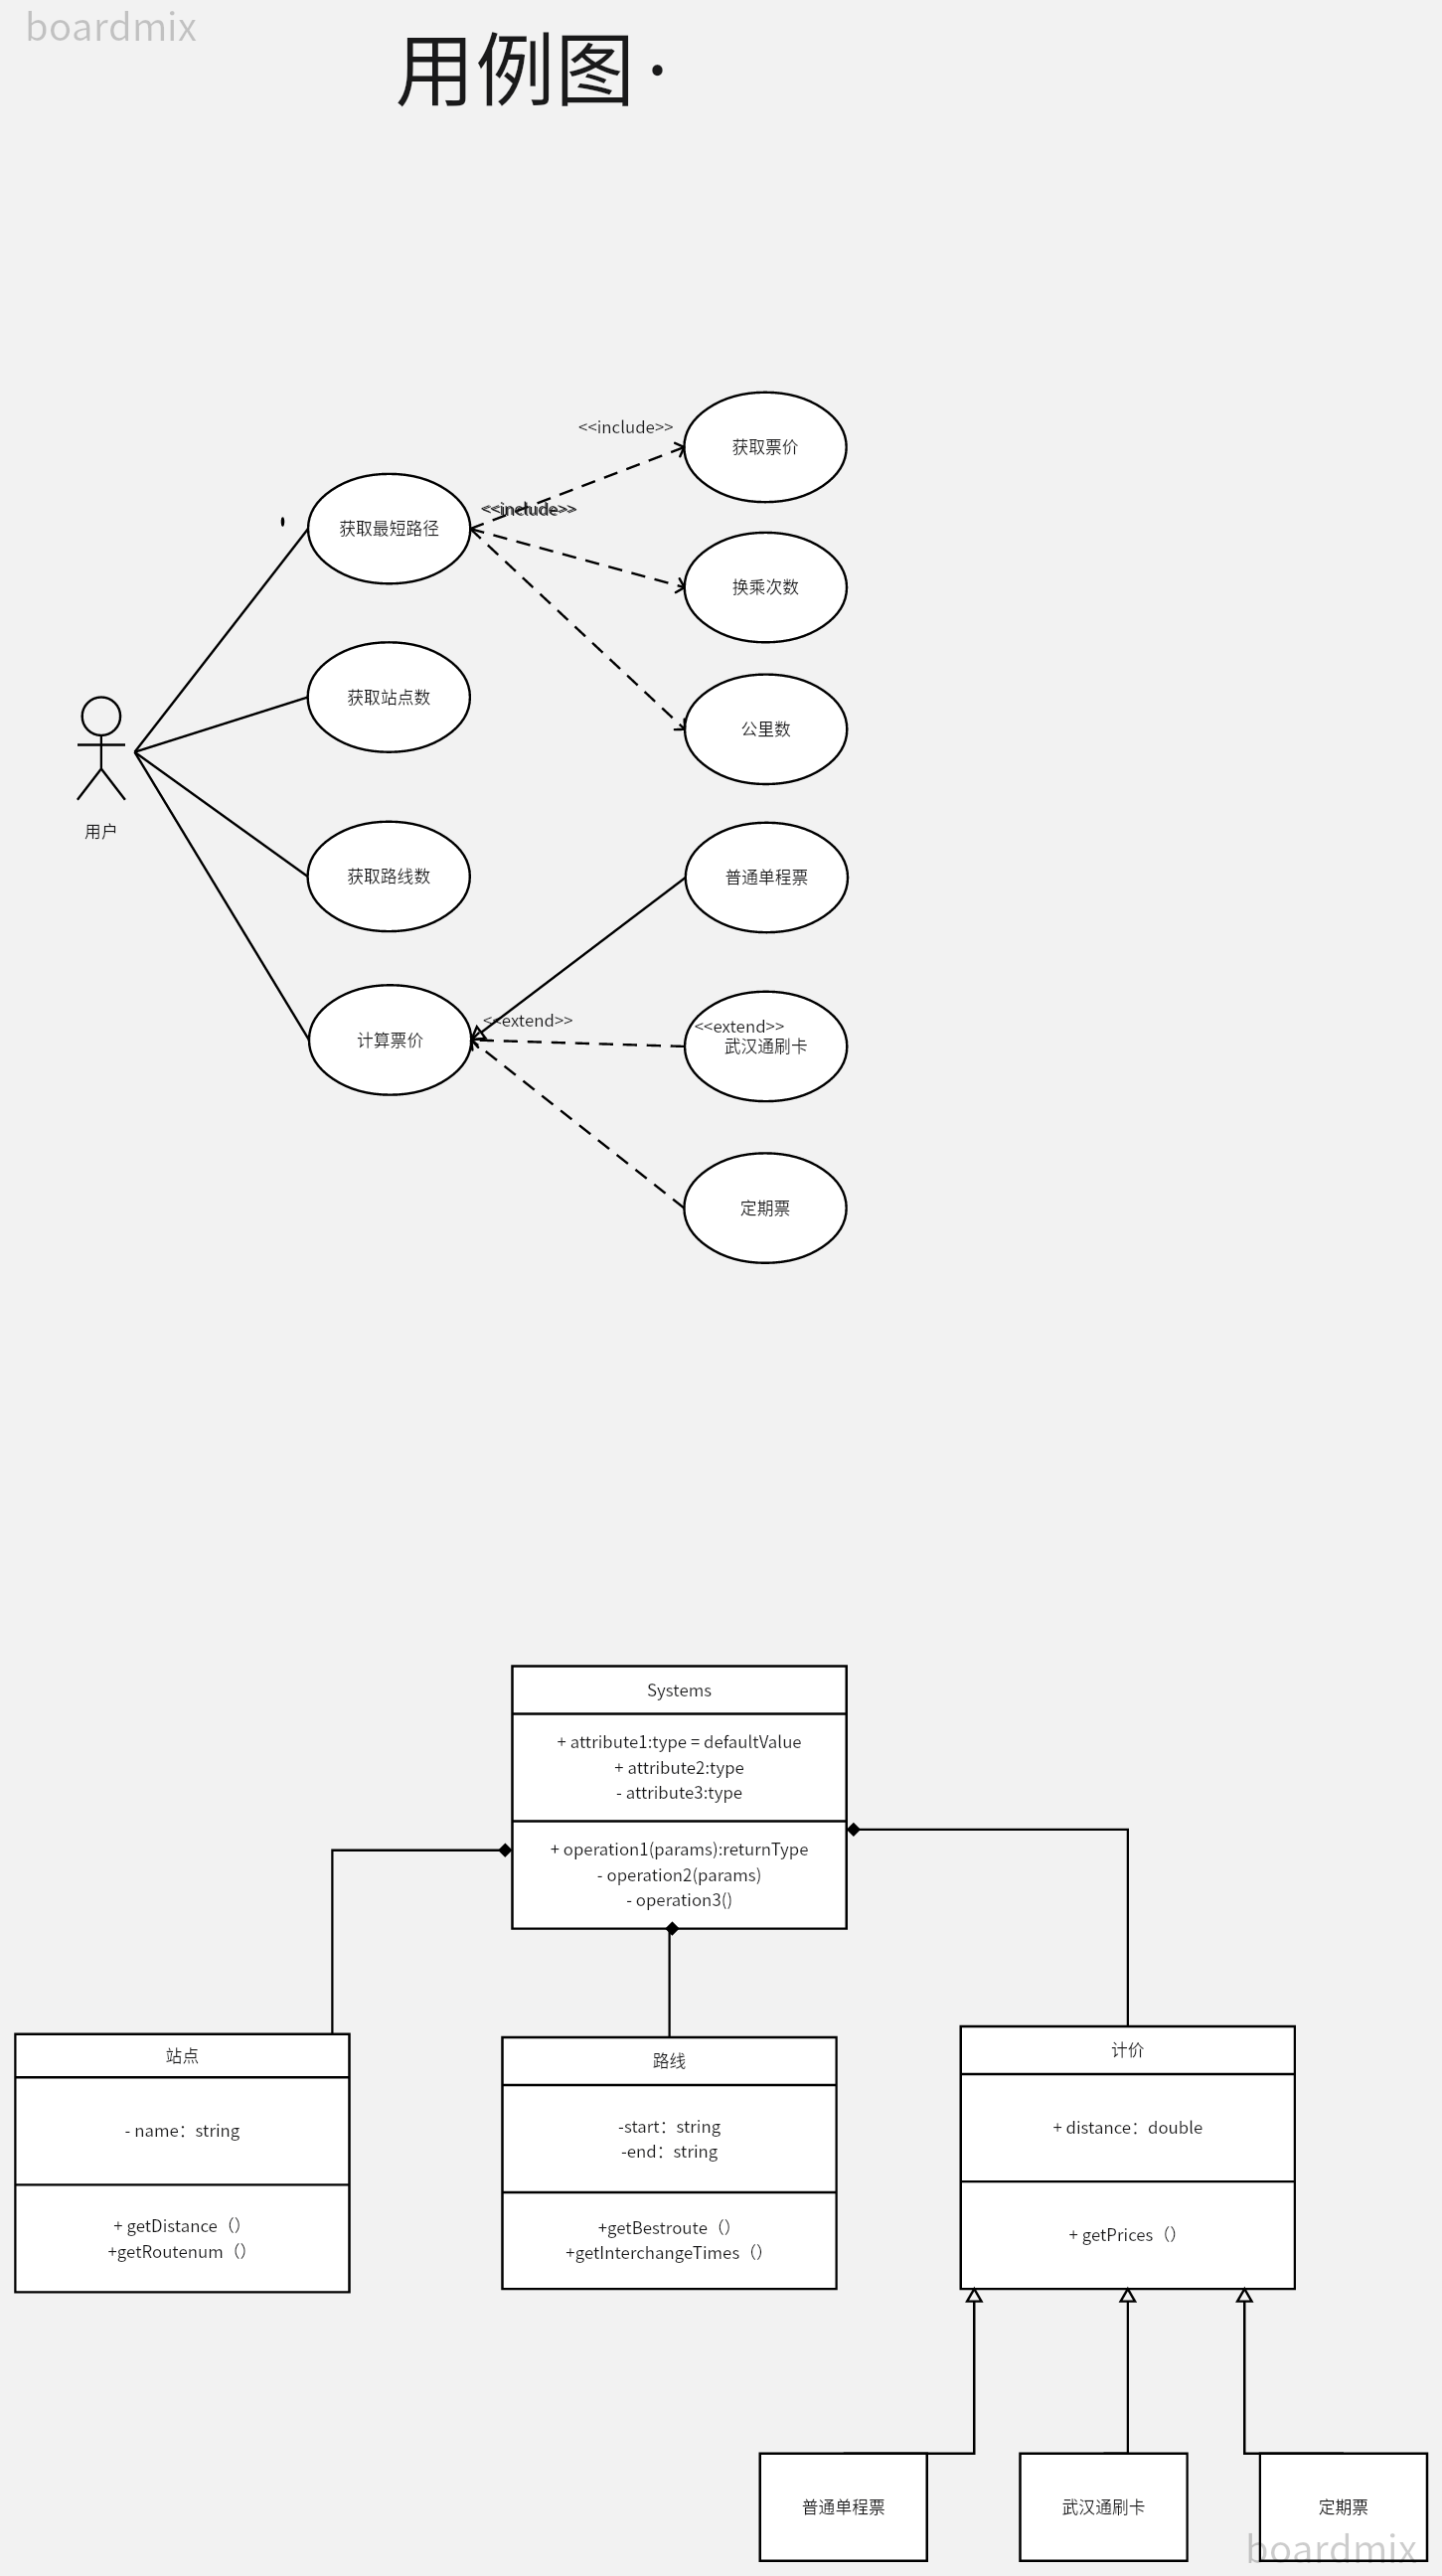 boardmix
用例图·
<<include>>
获取票价
<<include>>
获取最短路径
换乘次数
获取站点数
公里数
用户
获取路线数
普通单程票
<<extend>>
<<extend>>
计算票价
武汉通刷卡
定期票
Systems
+ attribute1:type = defaultValue
+ attribute2:type
- attribute3:type
+ operation1(params):returnType
- operation2(params)
- operation3()
站点
- name：string
+ getDistance（）
+getRoutenum（）
路线
-start：string
-end：string
+getBestroute（）
+getInterchangeTimes（）
计价
+ distance：double
+ getPrices（）
普通单程票
武汉通刷卡
定期票
boardmix